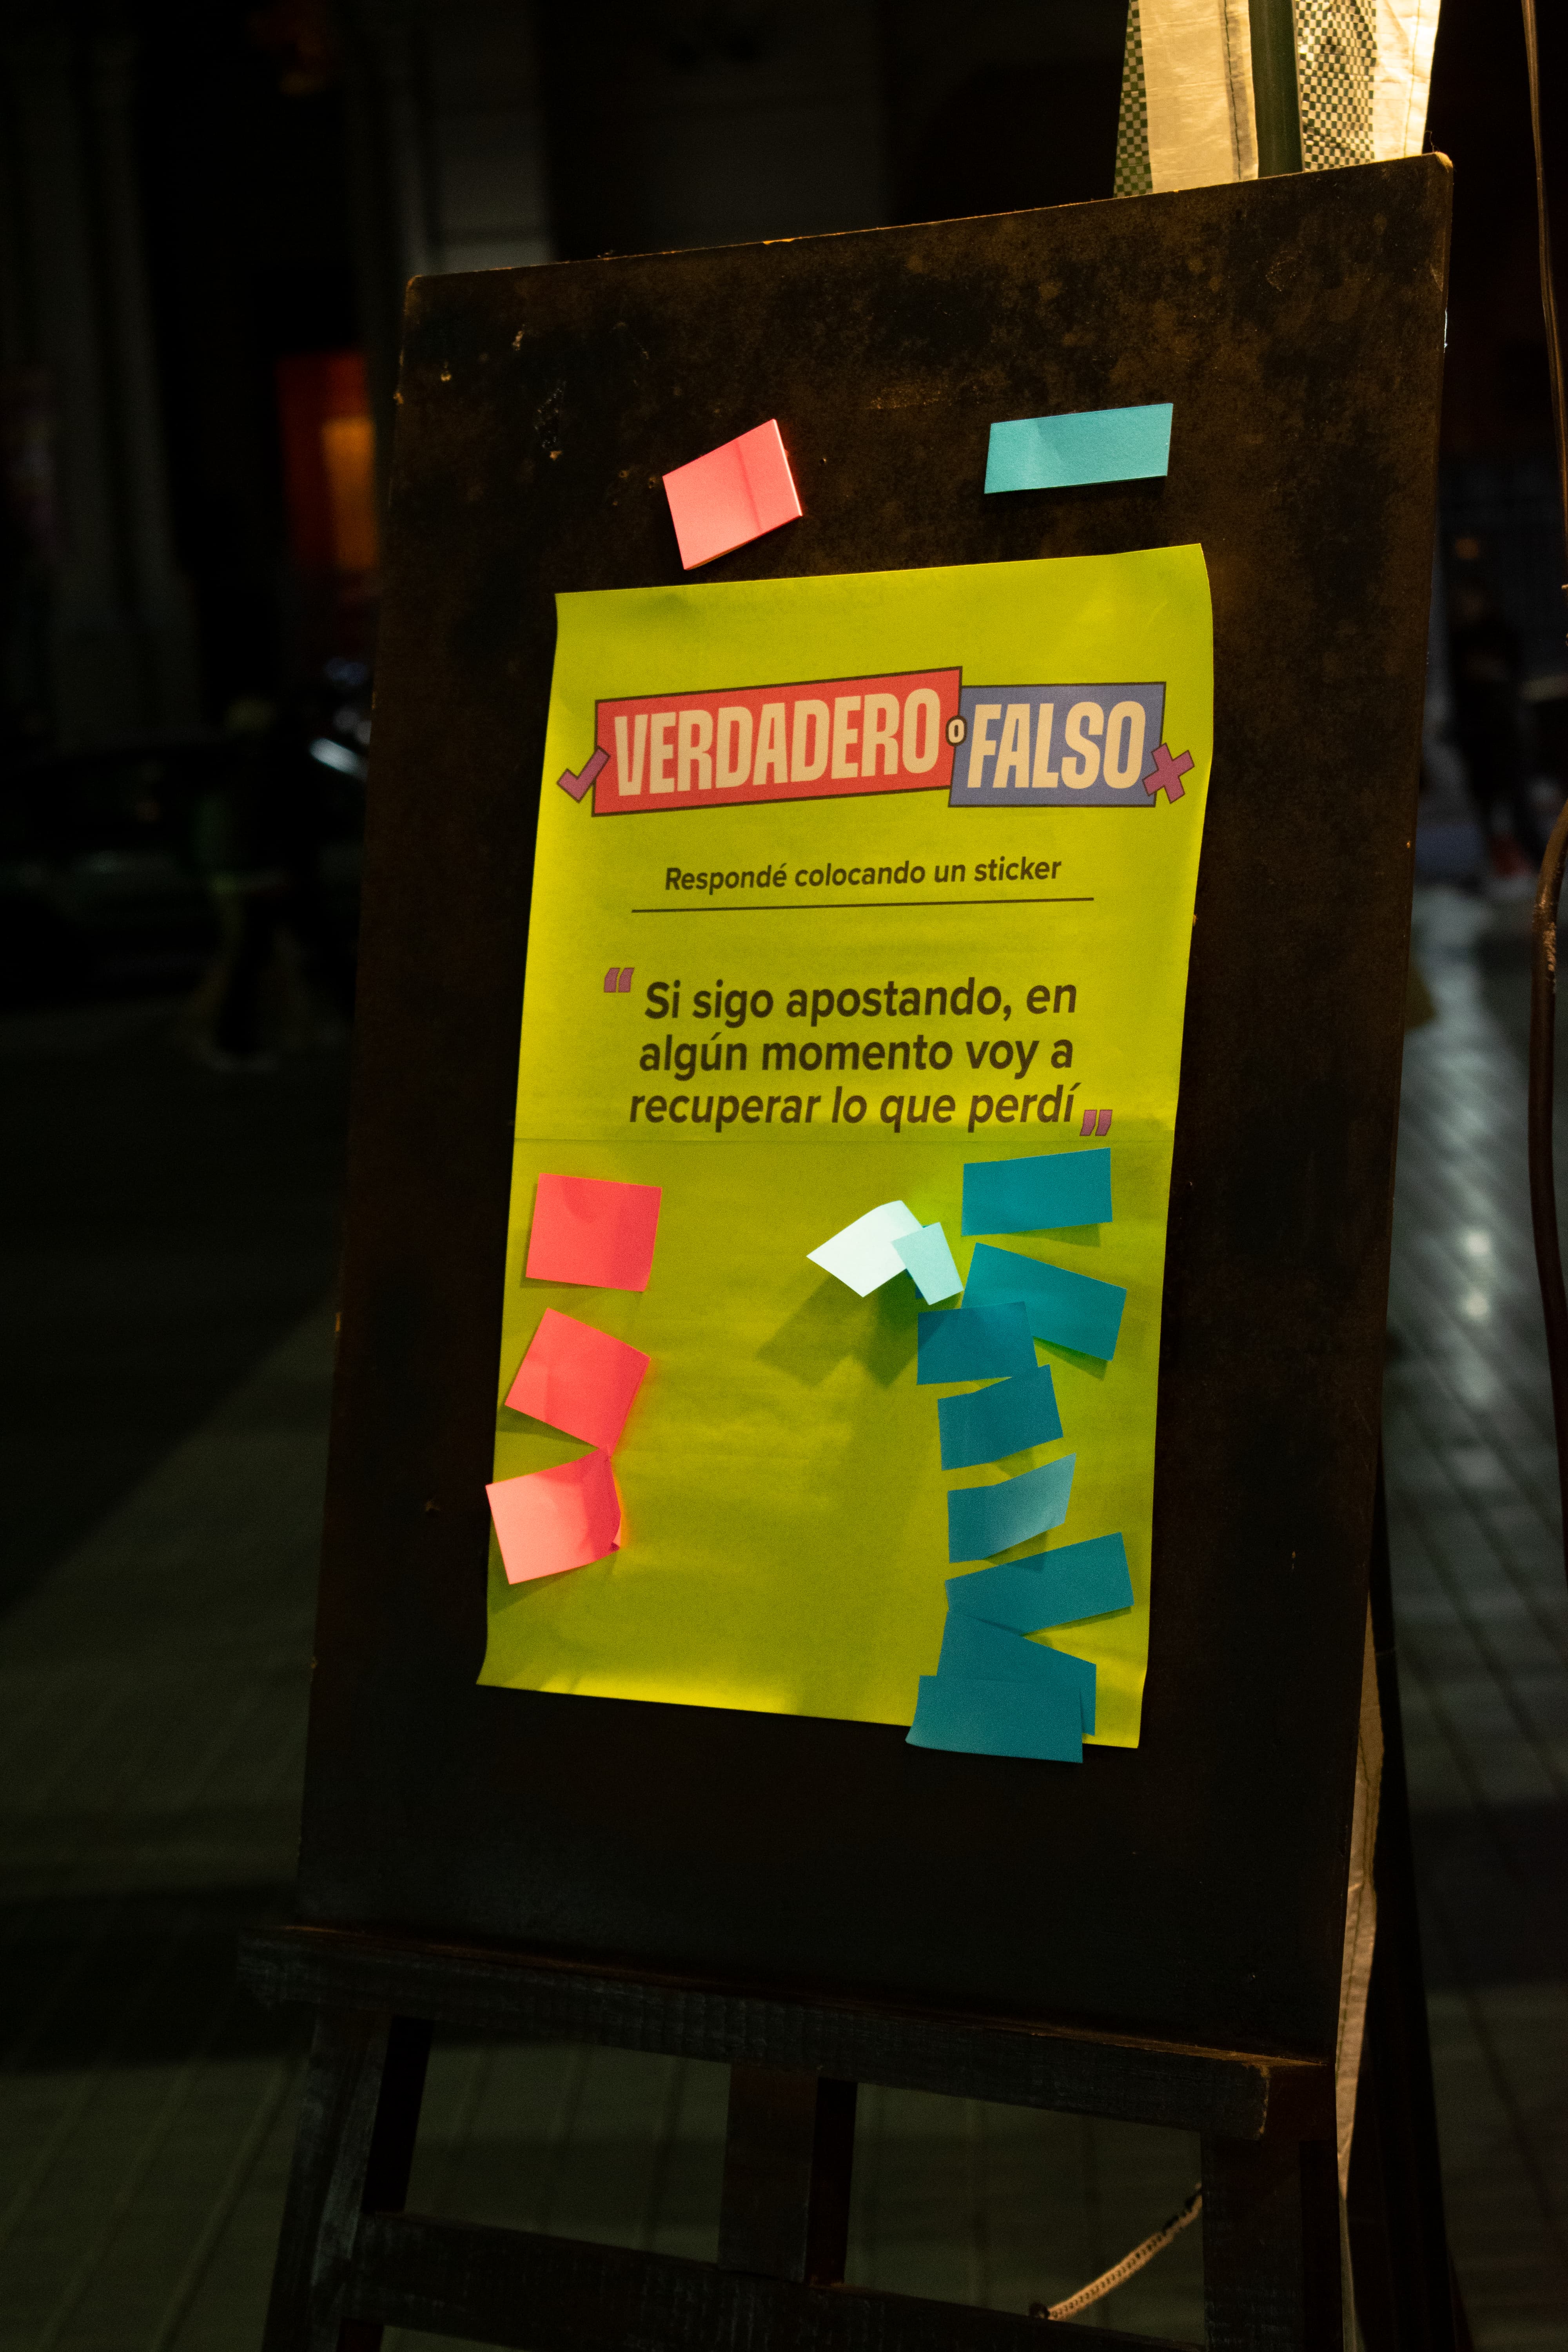 VERDADERO o FALSO
Respondé colocando un sticker
“Si sigo apostando, en
algún momento voy a
recuperar lo que perdí”